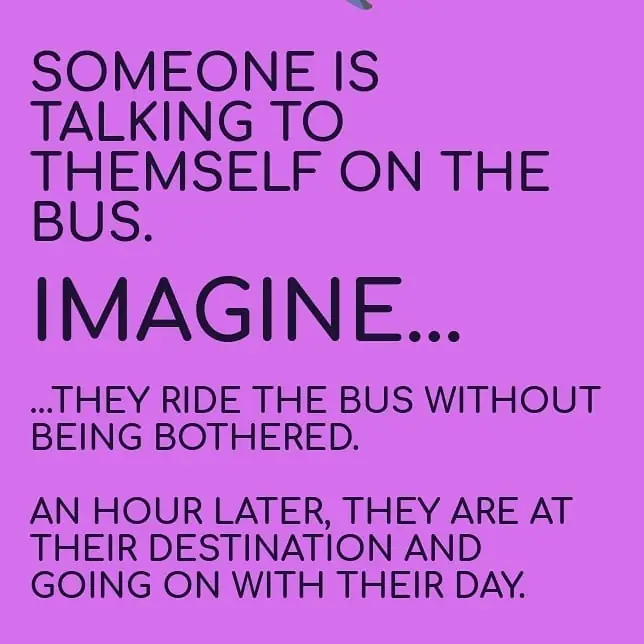 SOMEONE IS
TALKING TO
THEMSELF ON THE
BUS.
IMAGINE...
...THEY RIDE THE BUS WITHOUT
BEING BOTHERED.
AN HOUR LATER, THEY ARE AT
THEIR DESTINATION AND
GOING ON WITH THEIR DAY.